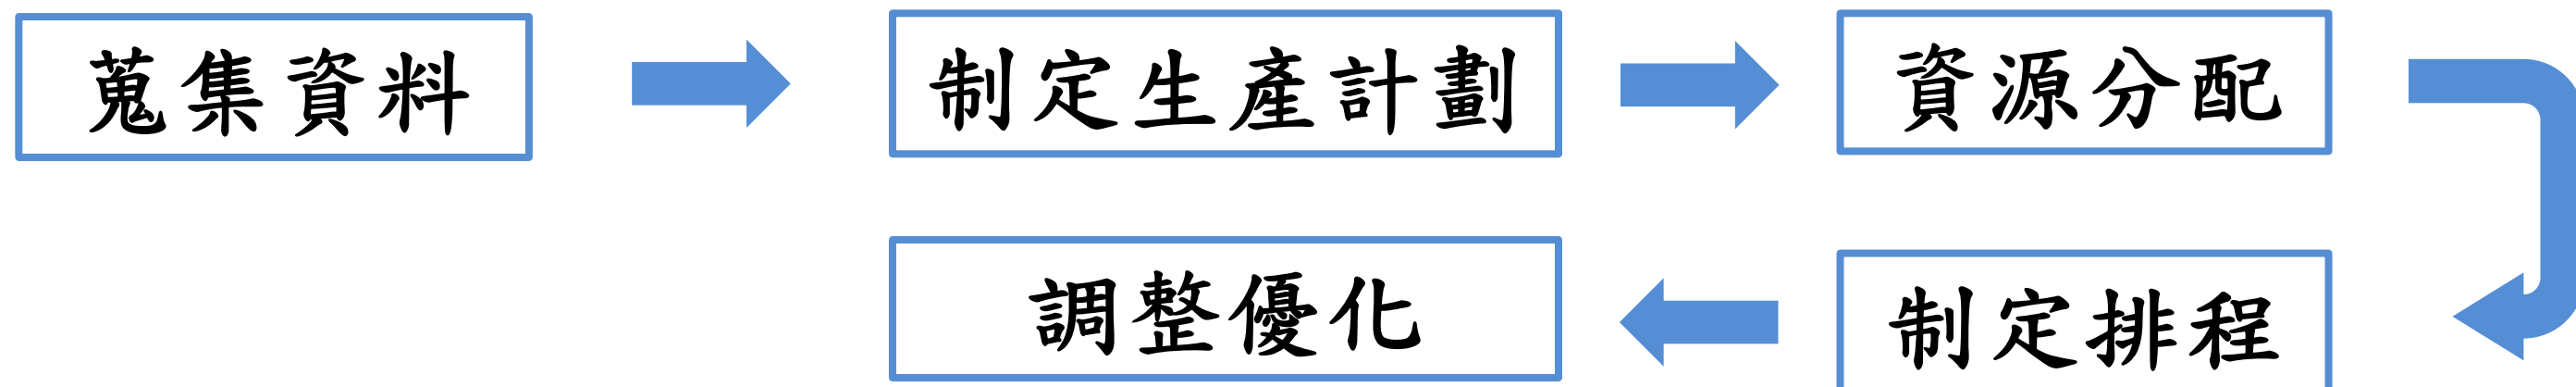 蒐集資料
制定生產計劃
資源分配
制定排程
調整優化